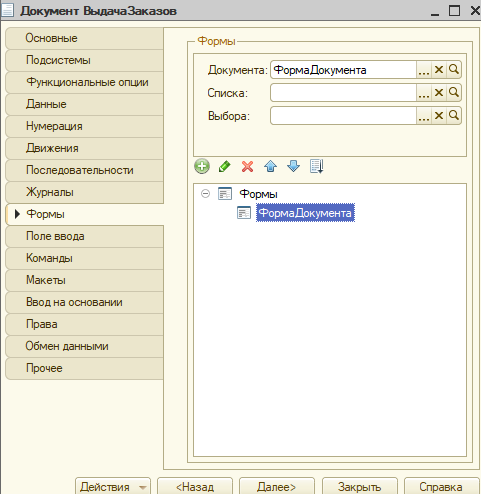 Документ ВыдачаЗаказов
Основные
Подсистемы
Функциональные опции
Данные
Нумерация
Движения
Последовательности
Журналы
Формы
Поле ввода
Команды
Макеты
Ввод на основании
Права
Обмен данными
Прочее
Формы
Документа: ФормаДокумента ...
Списка: ...
Выбора: ...
Формы
ФормаДокумента
Действия
<Назад
Далее>
Закрыть
Справка